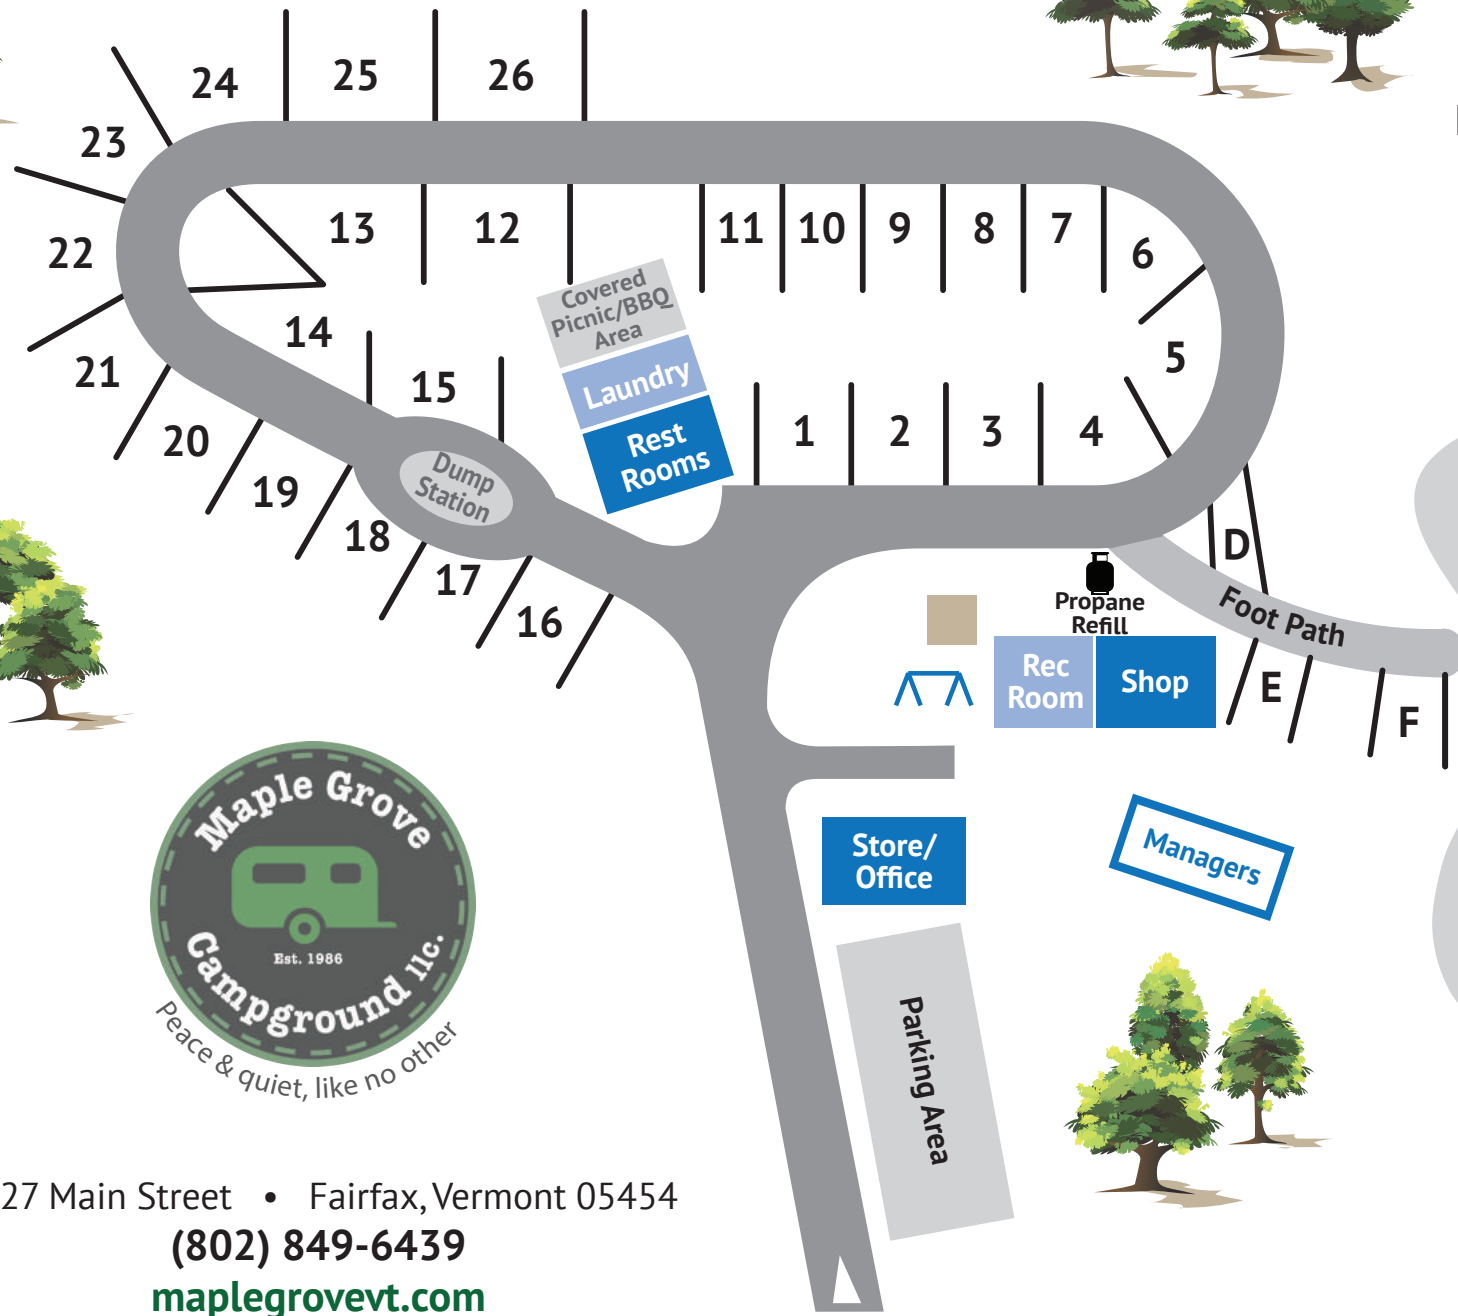 24
25
26
23
22
13
12
11
10
9
8
7
6
5
14
15
21
20
19
18
17
16
1
2
3
4
Covered
Picnic/BBQ
Area
Laundry
Rest
Rooms
Dump
Station
D
Foot Path
E
F
Propane
Refill
Rec
Room
Shop
Store/
Office
Managers
Parking Area
Maple Grove
Est. 1986
Campground llc.
Peace & quiet, like no other
27 Main Street • Fairfax, Vermont 05454
(802) 849-6439
maplegrovevt.com